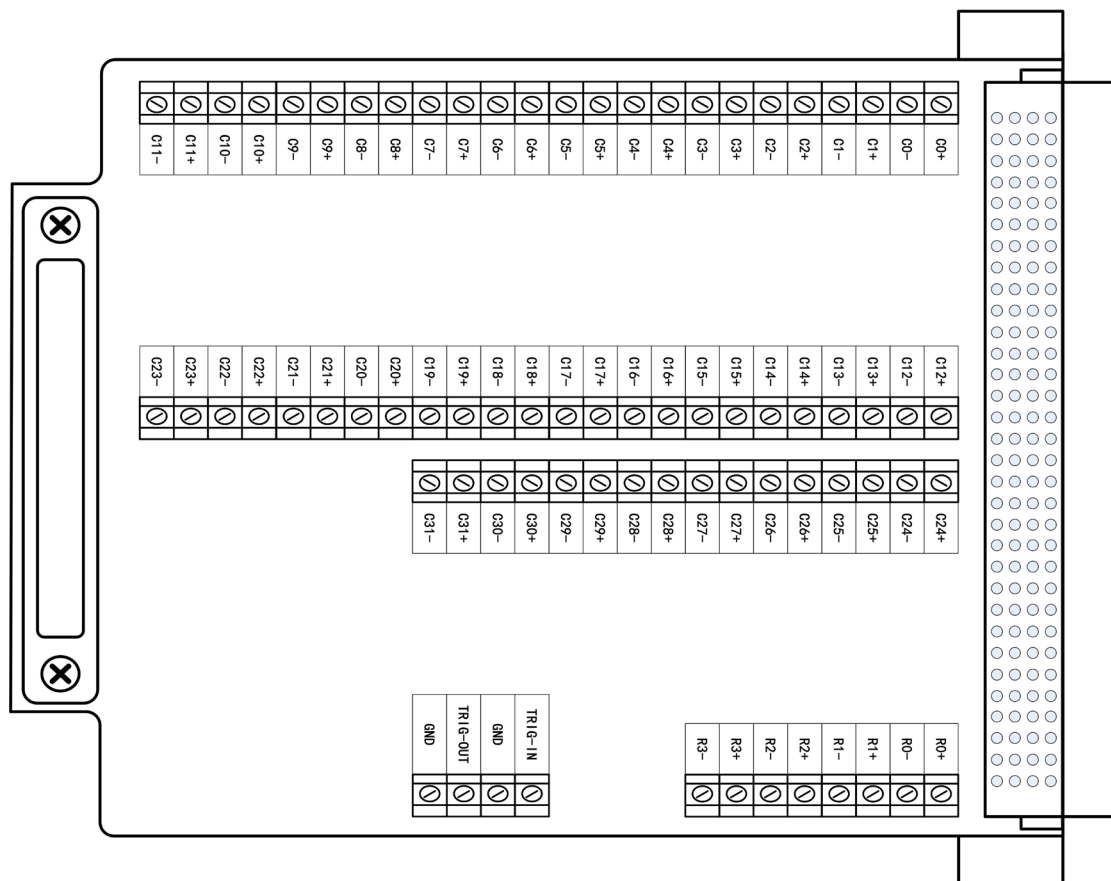 C11- C11+ C10- C10+ C9- C9+ C8- C8+ C7- C7+ C6- C6+ C5- C5+ C4- C4+ C3- C3+ C2- C2+ C1- C1+ C0- C0+
C23- C23+ C22- C22+ C21- C21+ C20- C20+ C19- C19+ C18- C18+ C17- C17+ C16- C16+ C15- C15+ C14- C14+ C13- C13+ C12- C12+
C31- C31+ C30- C30+ C29- C29+ C28- C28+ C27- C27+ C26- C26+ C25- C25+ C24- C24+
GND TRIG-OUT GND TRIG-IN R3- R3+ R2- R2+ R1- R1+ R0- R0+